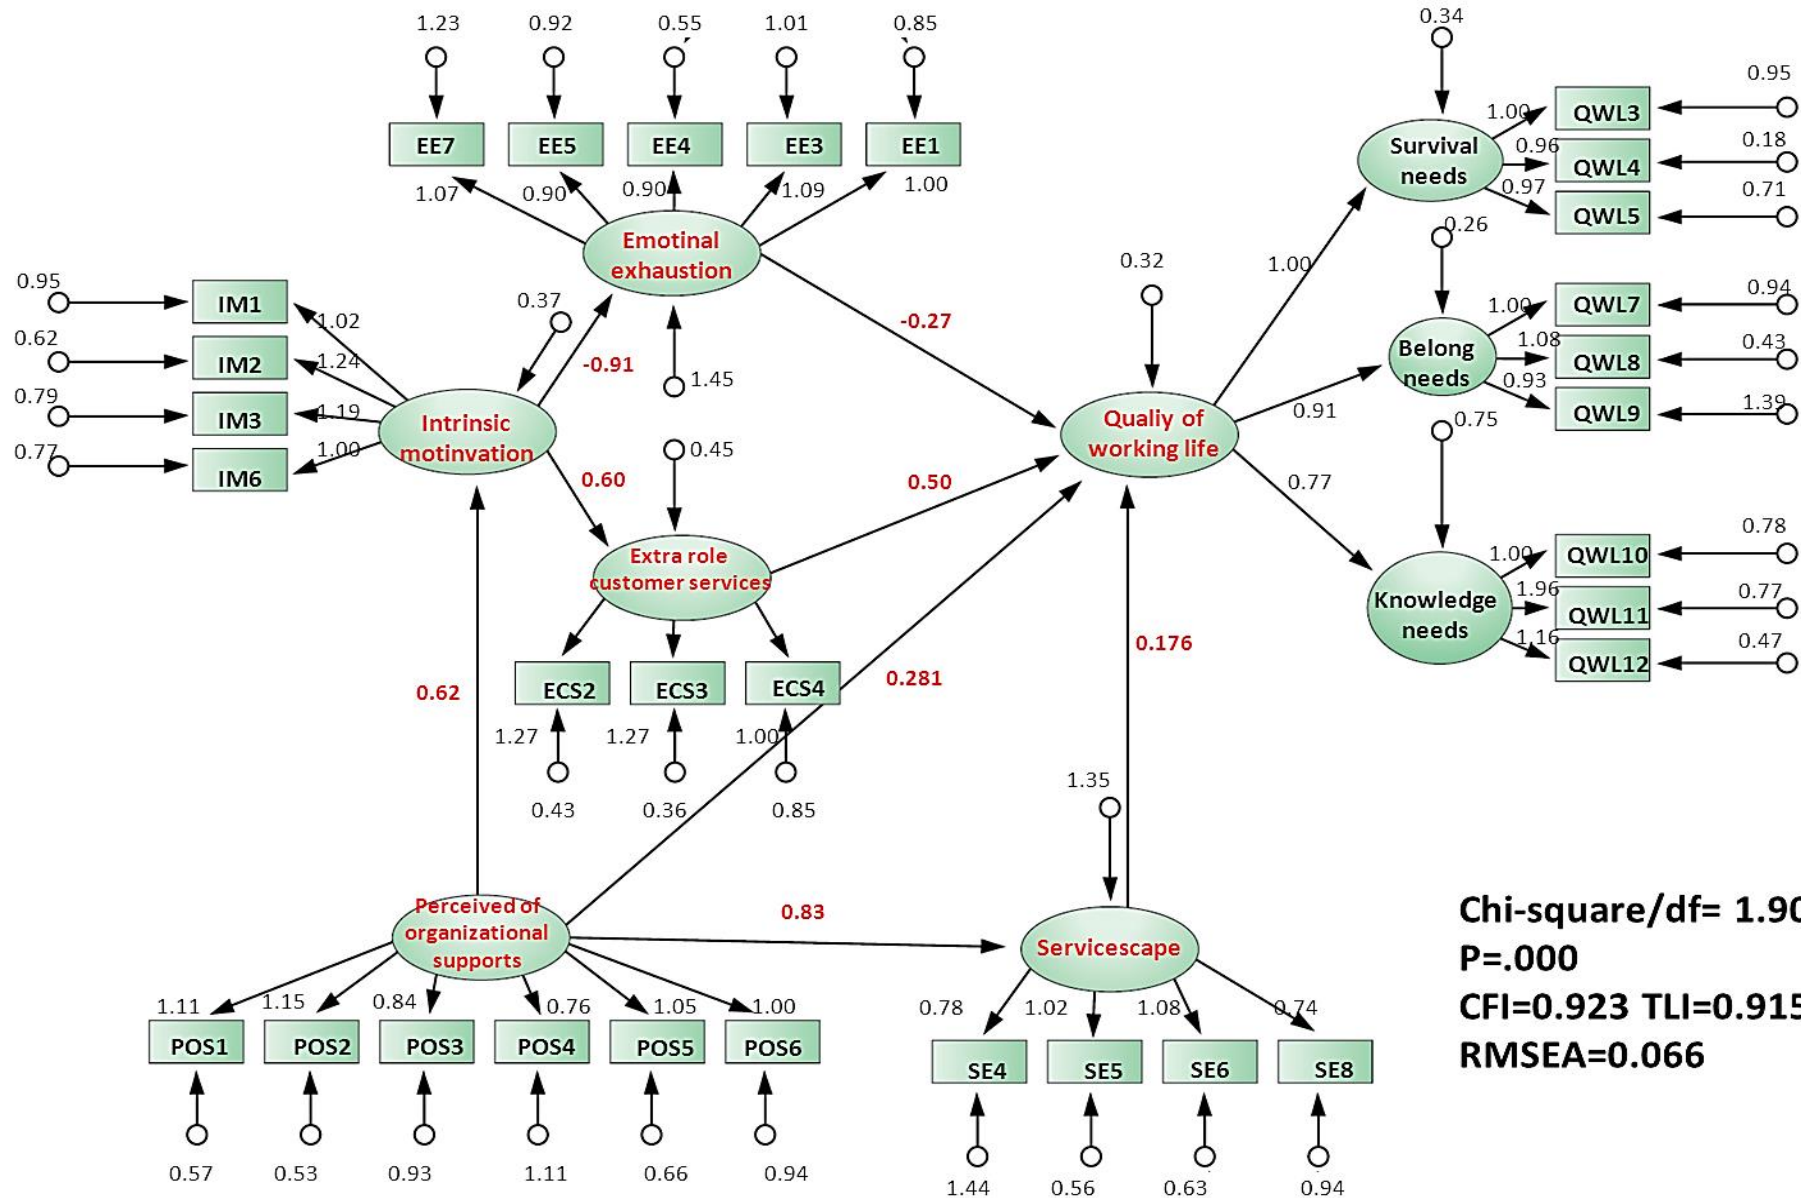 1.23 0.92 0.55 1.01 0.85
EE7 EE5 EE4 EE3 EE1
1.07 0.90 0.90 1.09 1.00
Emotinal
exhaustion
1.45
0.95
0.62
0.79
0.77
IM1
IM2
IM3
IM6
1.02
1.24
1.19
1.00
0.37
Intrinsic
motinvation
-0.91
0.60
0.45
Extra role
customer services
ECS2 ECS3 ECS4
1.27 1.27 1.00
0.43 0.36 0.85
-0.27
0.50
0.281
0.176
0.62
0.83
0.32
Qualiy of
working life
1.00
0.91
0.77
0.34
Survival
needs
1.00
0.96
0.97
QWL3
QWL4
QWL5
0.95
0.18
0.71
0.26
Belong
needs
1.00
1.08
0.93
QWL7
QWL8
QWL9
0.94
0.43
1.39
0.75
Knowledge
needs
1.00
1.96
1.16
QWL10
QWL11
QWL12
0.78
0.77
0.47
Perceived of
organizational
supports
1.11 1.15 0.84 0.76 1.05 1.00
POS1 POS2 POS3 POS4 POS5 POS6
0.57 0.53 0.93 1.11 0.66 0.94
1.35
Servicescape
0.78 1.02 1.08 0.74
SE4 SE5 SE6 SE8
1.44 0.56 0.63 0.94
Chi-square/df= 1.90
P=.000
CFI=0.923 TLI=0.915
RMSEA=0.066